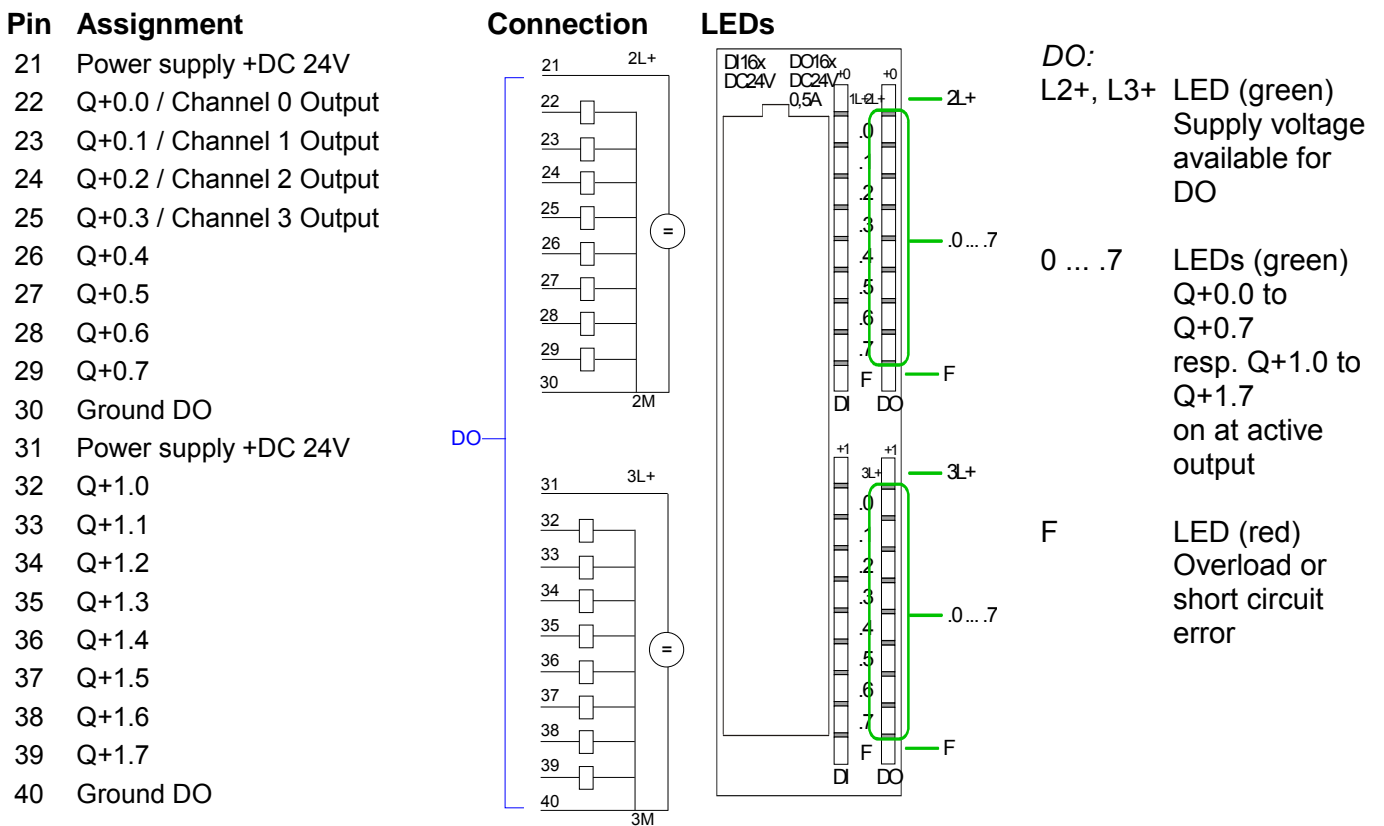 Pin Assignment Connection LEDs
21 Power supply +DC 24V
22 Q+0.0 / Channel 0 Output
23 Q+0.1 / Channel 1 Output
24 Q+0.2 / Channel 2 Output
25 Q+0.3 / Channel 3 Output
26 Q+0.4
27 Q+0.5
28 Q+0.6
29 Q+0.7
30 Ground DO
31 Power supply +DC 24V
32 Q+1.0
33 Q+1.1
34 Q+1.2
35 Q+1.3
36 Q+1.4
37 Q+1.5
38 Q+1.6
39 Q+1.7
40 Ground DO
DO
21 2L+
22
23
24
25
=
26
27
28
29
30
2M
31 3L+
32
33
34
35
=
36
37
38
39
40
3M
DI16x DO16x
DC24V DC24V
0,5A
+0 +0
1L+ 2L+ 2L+
.0
.1
.2
.3
.4
.5
.6
.7
.0 ... .7
F F
DI DO
+1 +1
3L+ 3L+
.0
.1
.2
.3
.4
.5
.6
.7
.0 ... .7
F F
DI DO
DO:
L2+, L3+ LED (green)
Supply voltage
available for
DO
0 ... .7 LEDs (green)
Q+0.0 to
Q+0.7
resp. Q+1.0 to
Q+1.7
on at active
output
F LED (red)
Overload or
short circuit
error